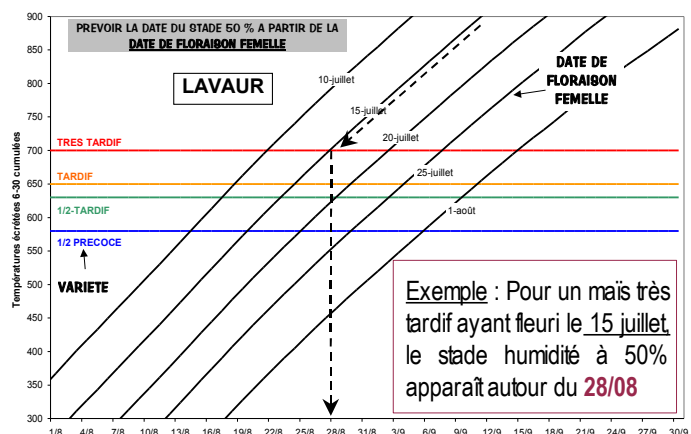 PREVOIR LA DATE DU STADE 50 % A PARTIR DE LA
DATE DE FLORAISON FEMELLE
LAVAUR
DATE DE
FLORAISON
FEMELLE
10-juillet
15-juillet
20-juillet
25-juillet
1-août
Températures écrêtées 6-30 cumulées
900
850
800
750
700
650
600
550
500
450
400
350
300
TRES TARDIF
TARDIF
1/2-TARDIF
1/2 PRECOCE
VARIETE
Exemple : Pour un maïs très
tardif ayant fleuri le 15 juillet,
le stade humidité à 50%
apparaît autour du 28/08
1/8 4/8 7/8 10/8 13/8 16/8 19/8 22/8 25/8 28/8 31/8 3/9 6/9 9/9 12/9 15/9 18/9 21/9 24/9 27/9 30/9